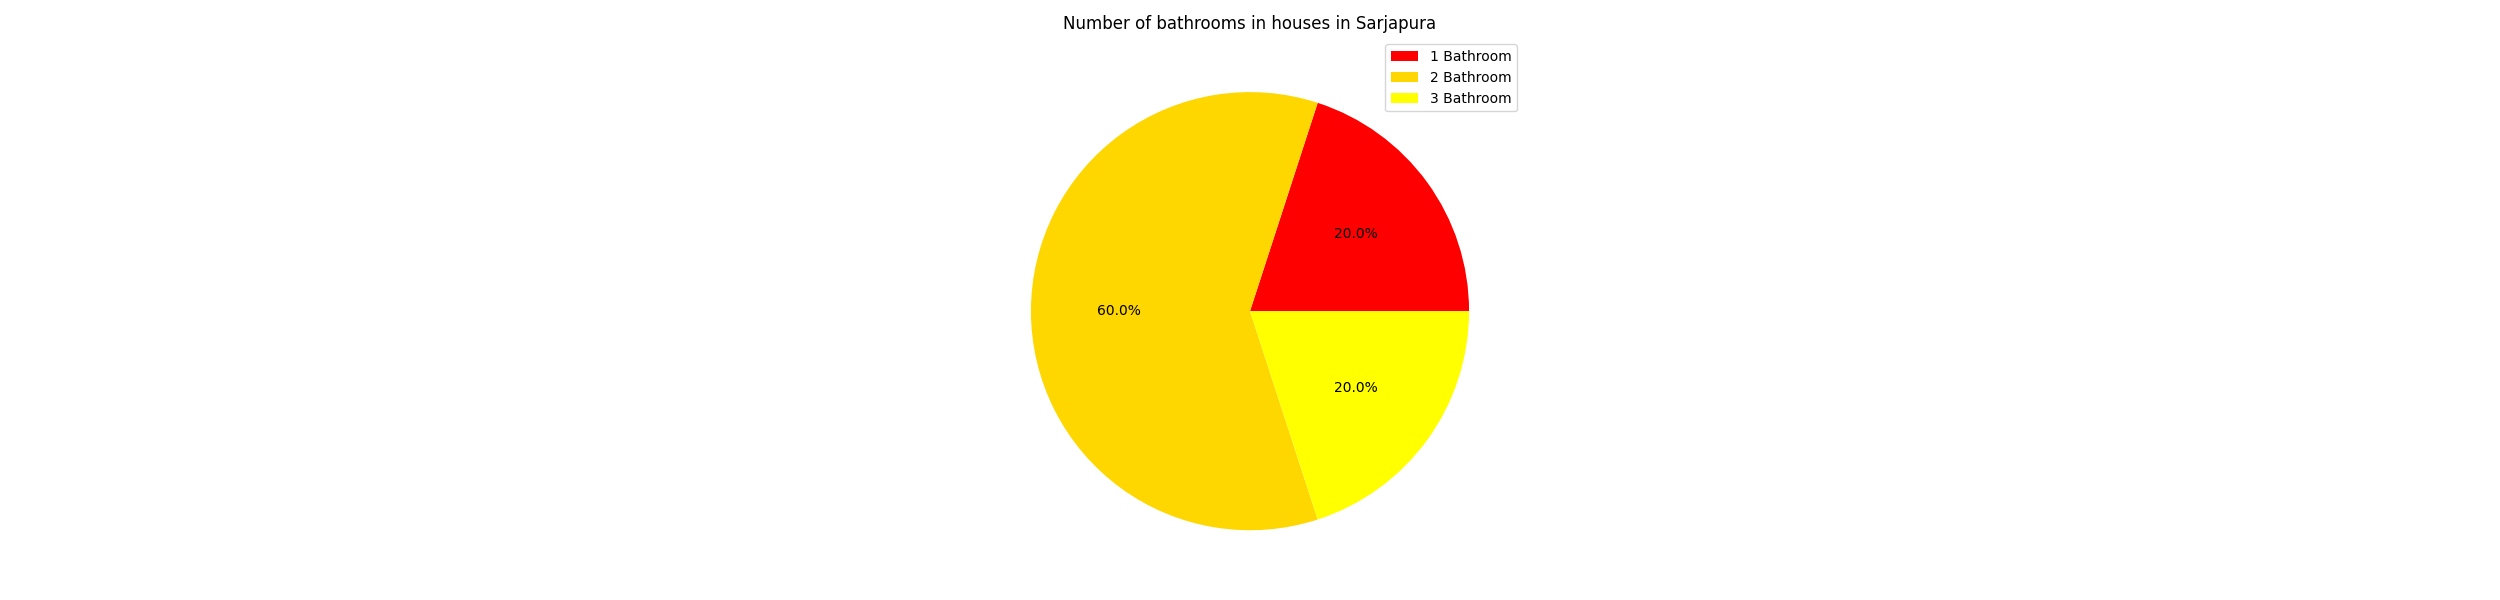 Number of bathrooms in houses in Sarjapura
1 Bathroom
2 Bathroom
3 Bathroom
20.0%
60.0%
20.0%